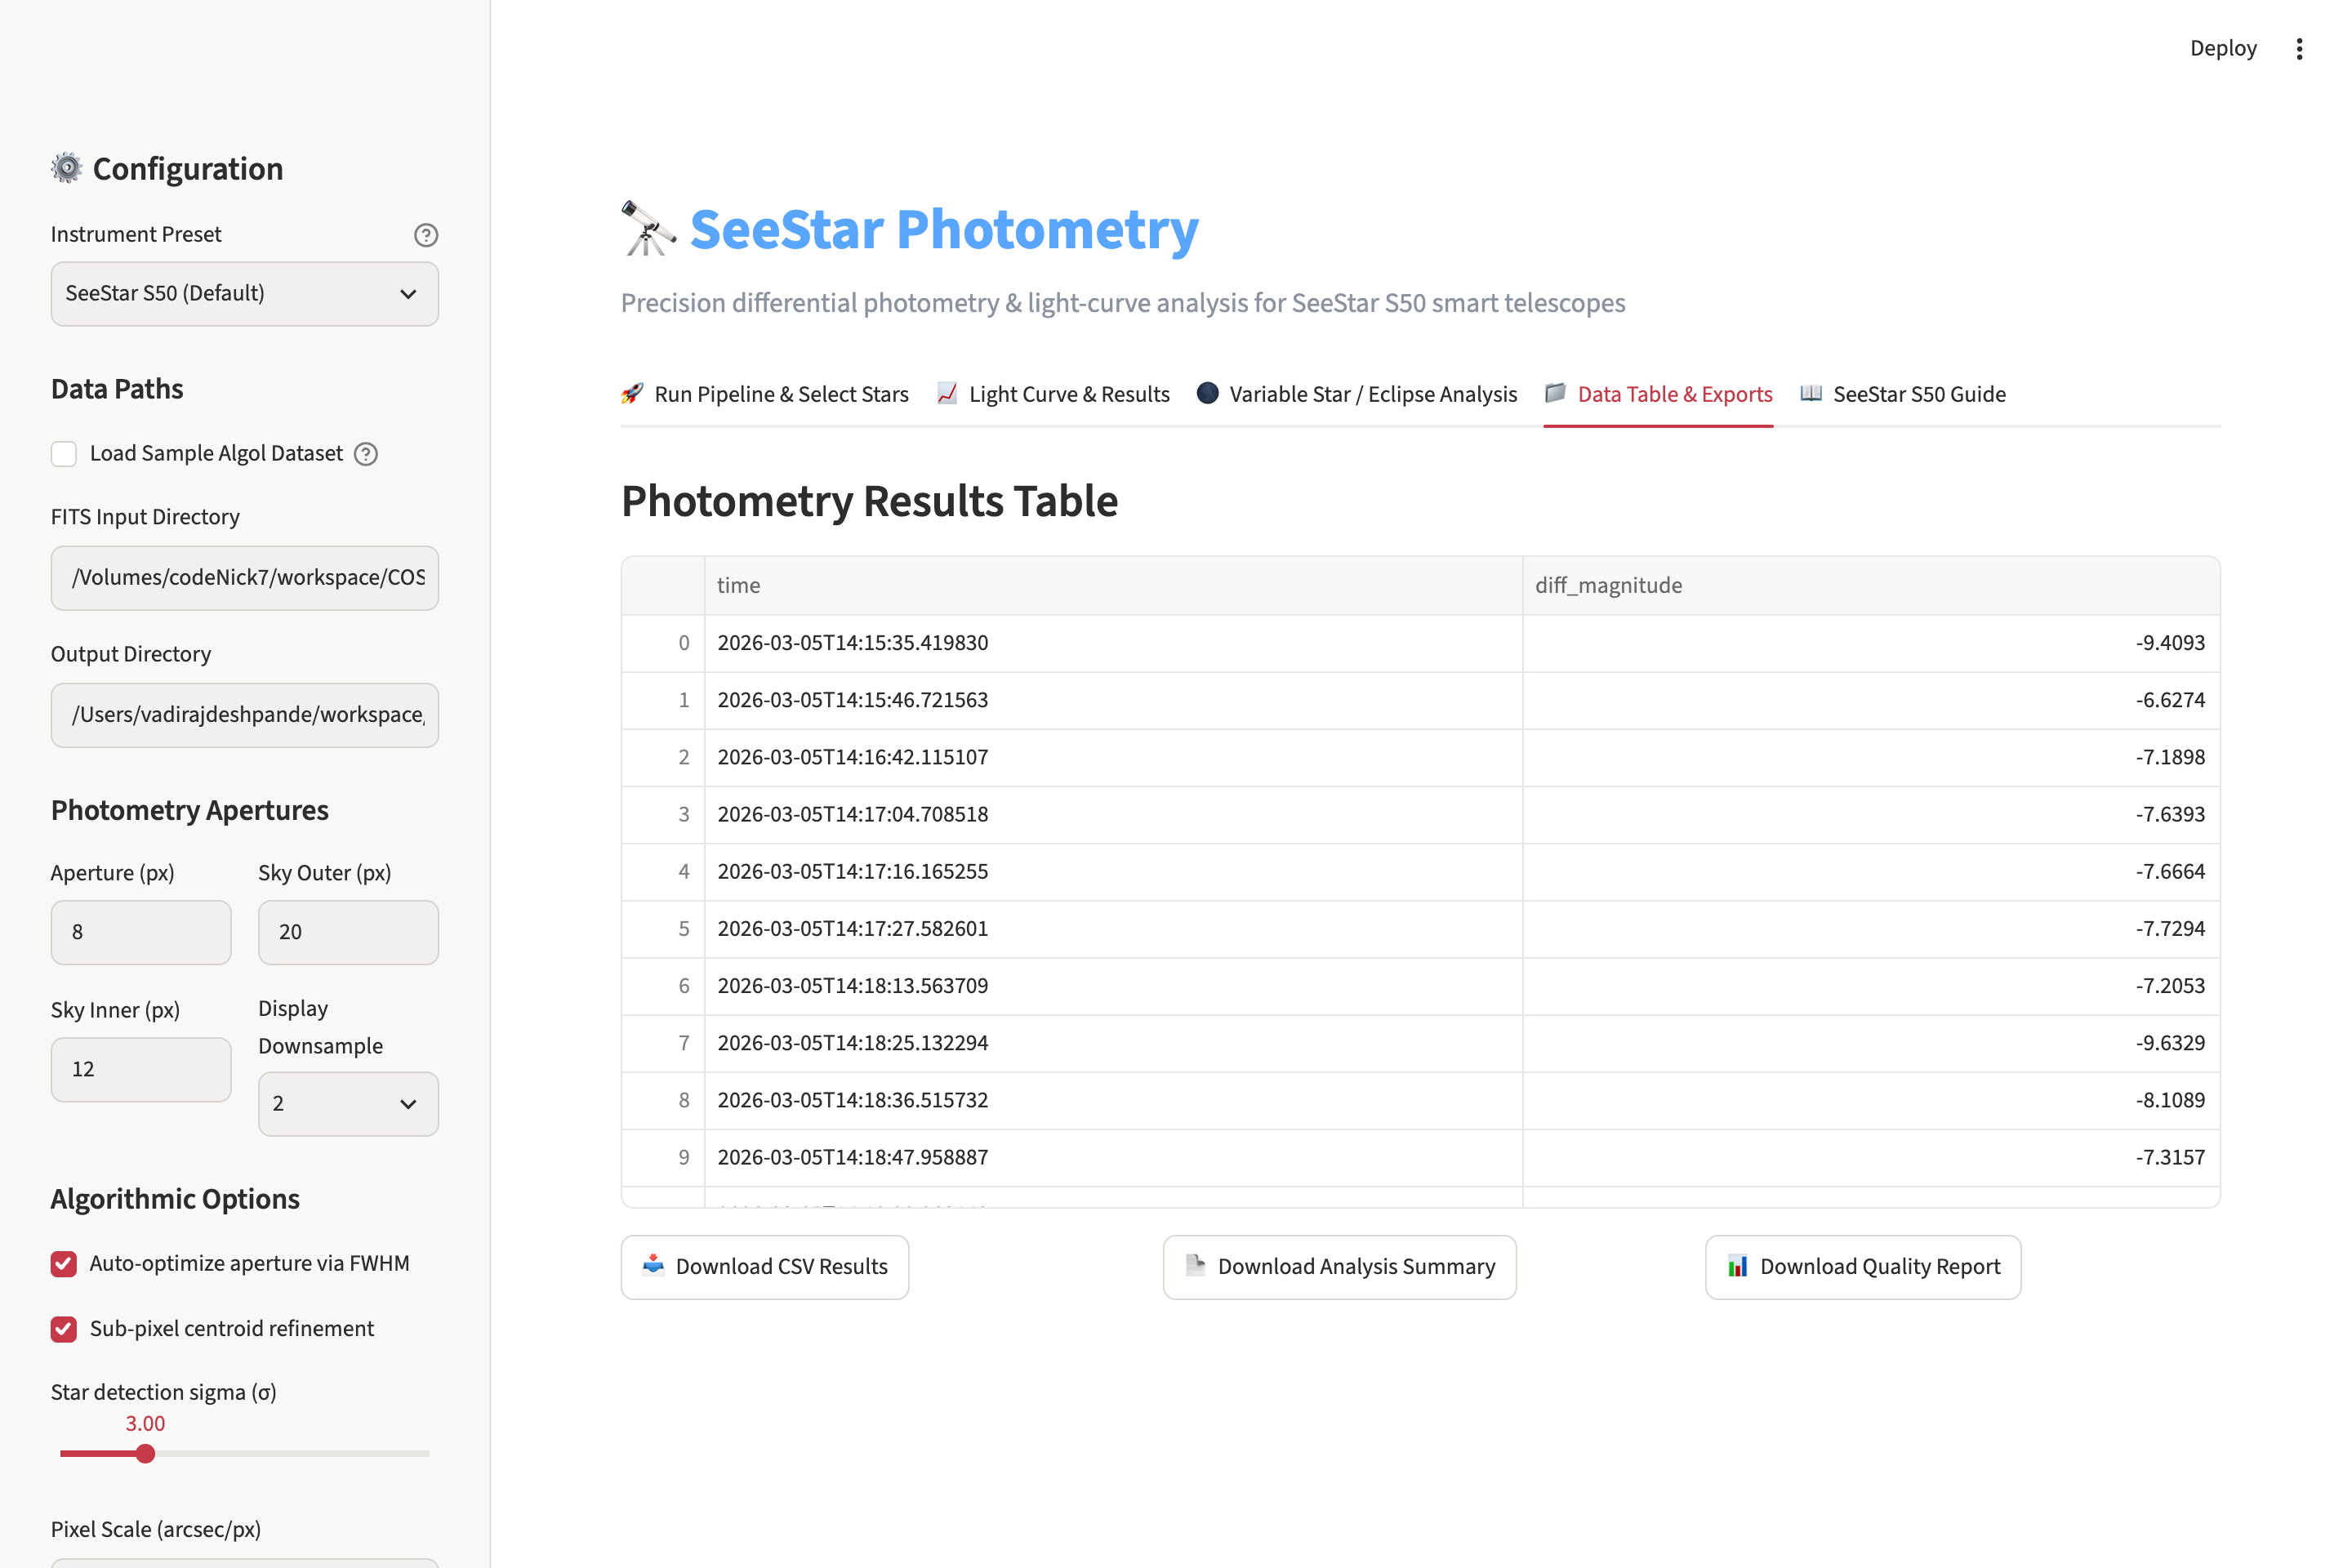 Deploy
Configuration
Instrument Preset
SeeStar S50 (Default)
Data Paths
Load Sample Algol Dataset
FITS Input Directory
/Volumes/codeNick7/workspace/COS
Output Directory
/Users/vadirajdeshpande/workspace/
Photometry Apertures
Aperture (px)
Sky Outer (px)
8
20
Sky Inner (px)
Display
Downsample
12
2
Algorithmic Options
Auto-optimize aperture via FWHM
Sub-pixel centroid refinement
Star detection sigma (σ)
3.00
Pixel Scale (arcsec/px)
SeeStar Photometry
Precision differential photometry & light-curve analysis for SeeStar S50 smart telescopes
Run Pipeline & Select Stars
Light Curve & Results
Variable Star / Eclipse Analysis
Data Table & Exports
SeeStar S50 Guide
Photometry Results Table
time diff_magnitude
0 2026-03-05T14:15:35.419830 -9.4093
1 2026-03-05T14:15:46.721563 -6.6274
2 2026-03-05T14:16:42.115107 -7.1898
3 2026-03-05T14:17:04.708518 -7.6393
4 2026-03-05T14:17:16.165255 -7.6664
5 2026-03-05T14:17:27.582601 -7.7294
6 2026-03-05T14:18:13.563709 -7.2053
7 2026-03-05T14:18:25.132294 -9.6329
8 2026-03-05T14:18:36.515732 -8.1089
9 2026-03-05T14:18:47.958887 -7.3157
Download CSV Results
Download Analysis Summary
Download Quality Report